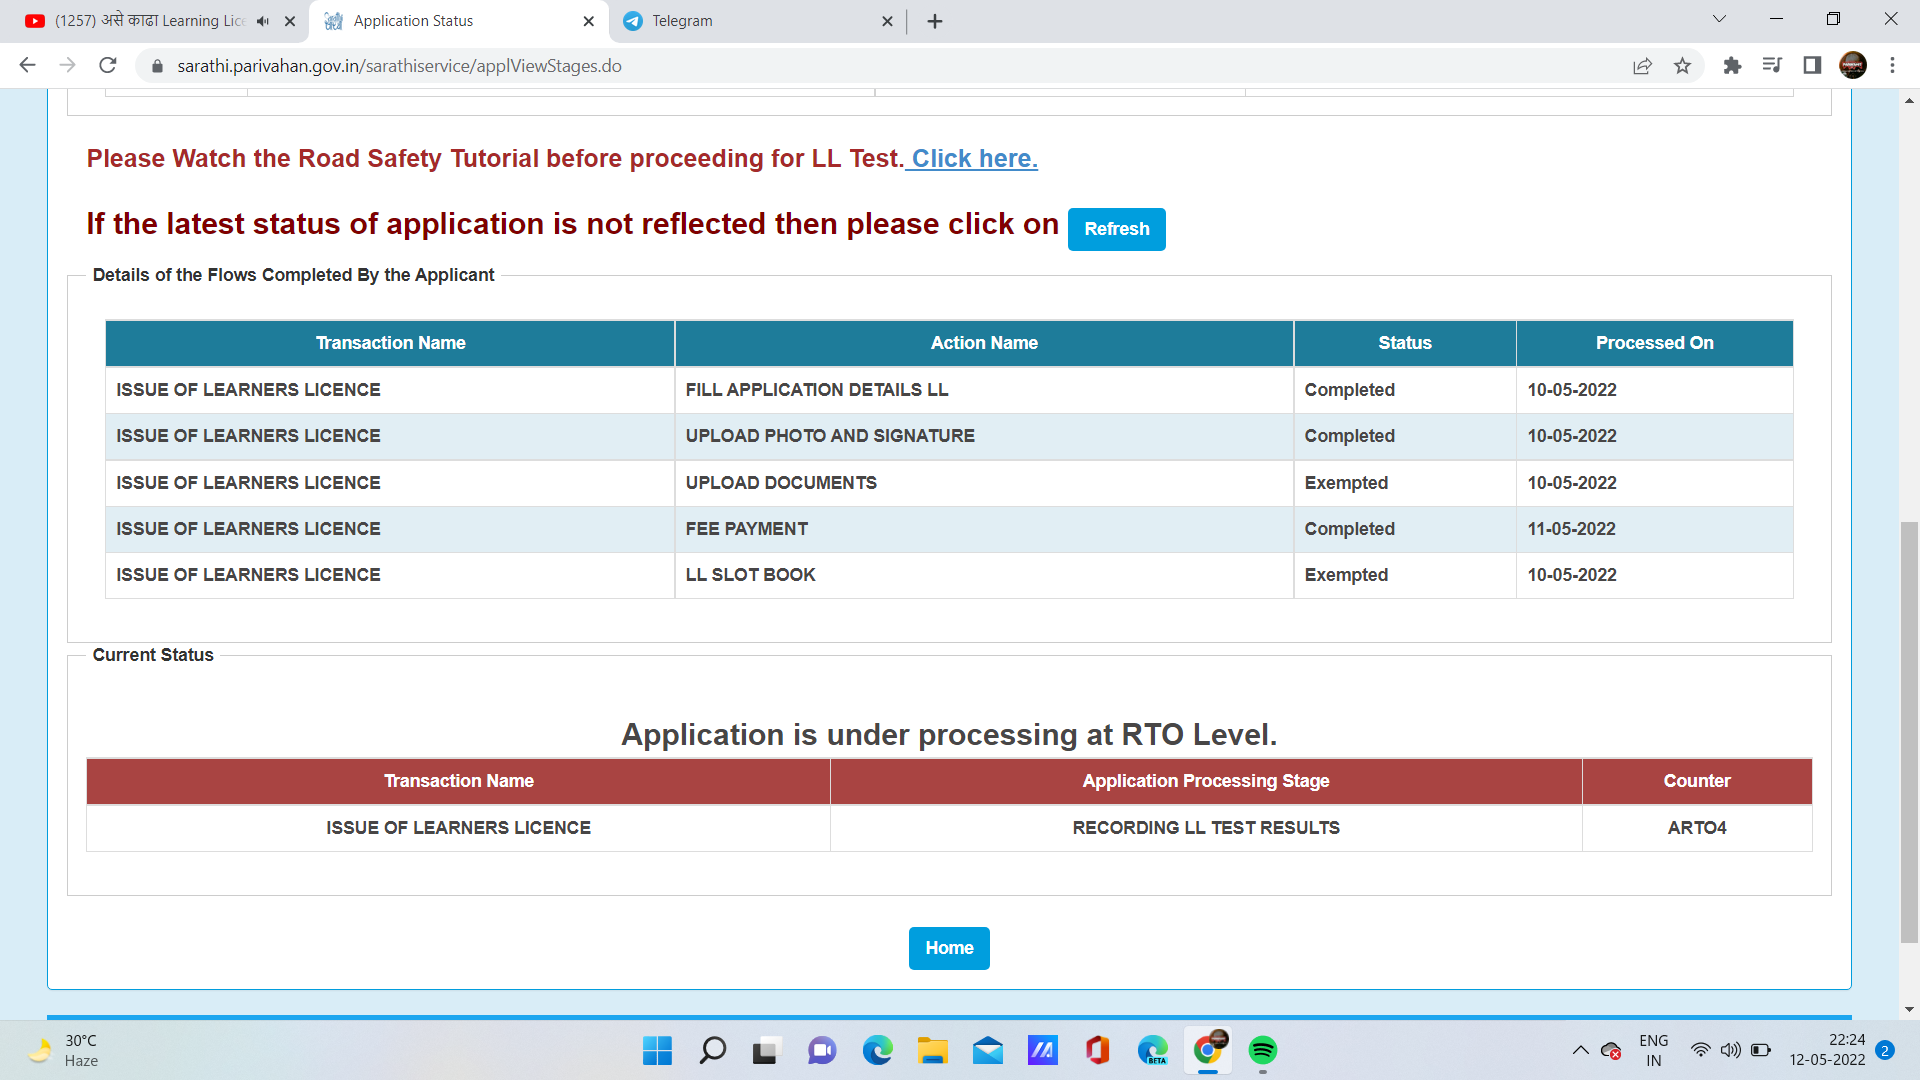 (1257) असे काढा Learning Lice
Application Status
Telegram
sarathi.parivahan.gov.in/sarathiservice/applViewStages.do
Please Watch the Road Safety Tutorial before proceeding for LL Test. Click here.
If the latest status of application is not reflected then please click on Refresh
Details of the Flows Completed By the Applicant
Transaction Name Action Name Status Processed On
ISSUE OF LEARNERS LICENCE FILL APPLICATION DETAILS LL Completed 10-05-2022
ISSUE OF LEARNERS LICENCE UPLOAD PHOTO AND SIGNATURE Completed 10-05-2022
ISSUE OF LEARNERS LICENCE UPLOAD DOCUMENTS Exempted 10-05-2022
ISSUE OF LEARNERS LICENCE FEE PAYMENT Completed 11-05-2022
ISSUE OF LEARNERS LICENCE LL SLOT BOOK Exempted 10-05-2022
Current Status
Application is under processing at RTO Level.
Transaction Name Application Processing Stage Counter
ISSUE OF LEARNERS LICENCE RECORDING LL TEST RESULTS ARTO4
Home
30°C
Haze
BETA
ENG
IN
22:24
12-05-2022
2